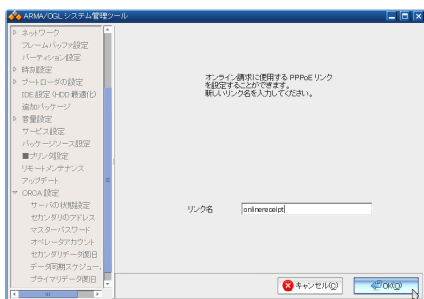 ARMA/OGL システム管理ツール
ネットワーク
フレームバッファ設定
パーティション設定
時刻設定
ブートローダの設定
IDE 設定 (HDD 最適化)
追加パッケージ
音量設定
サービス設定
パッケージソース設定
■プリンタ設定
リモートメンテナンス
アップデート
ORCA 設定
サーバの状態設定
セカンダリのアドレス
マスターパスワード
オペレータアカウント
セカンダリデータ同期
データ同期スケジュー,
プライマリデータ同期
オンライン請求に使用する PPPoE リンク
を設定することができます。
新しいリンク名を入力してください。
リンク名
onlinereceipt
キャンセル(C)
OK(O)